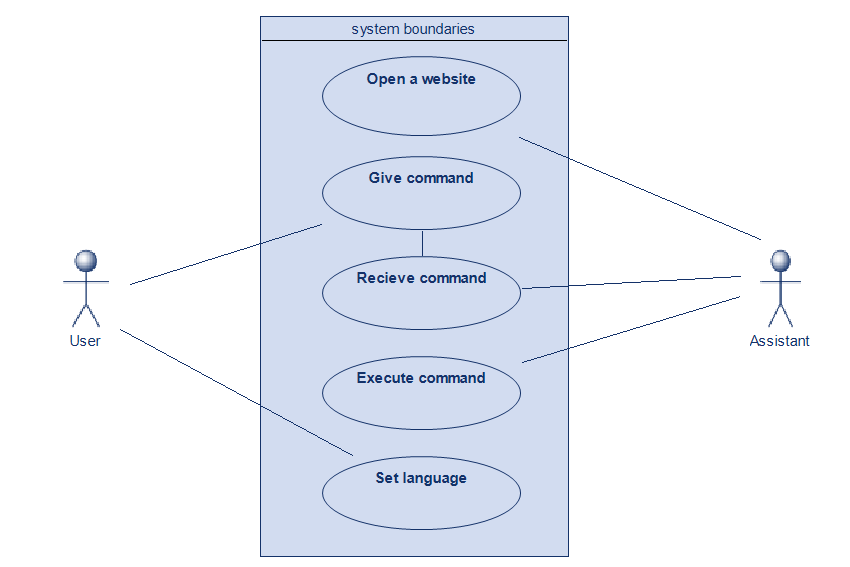 system boundaries
Open a website
Give command
Recieve command
Execute command
Set language
User
Assistant